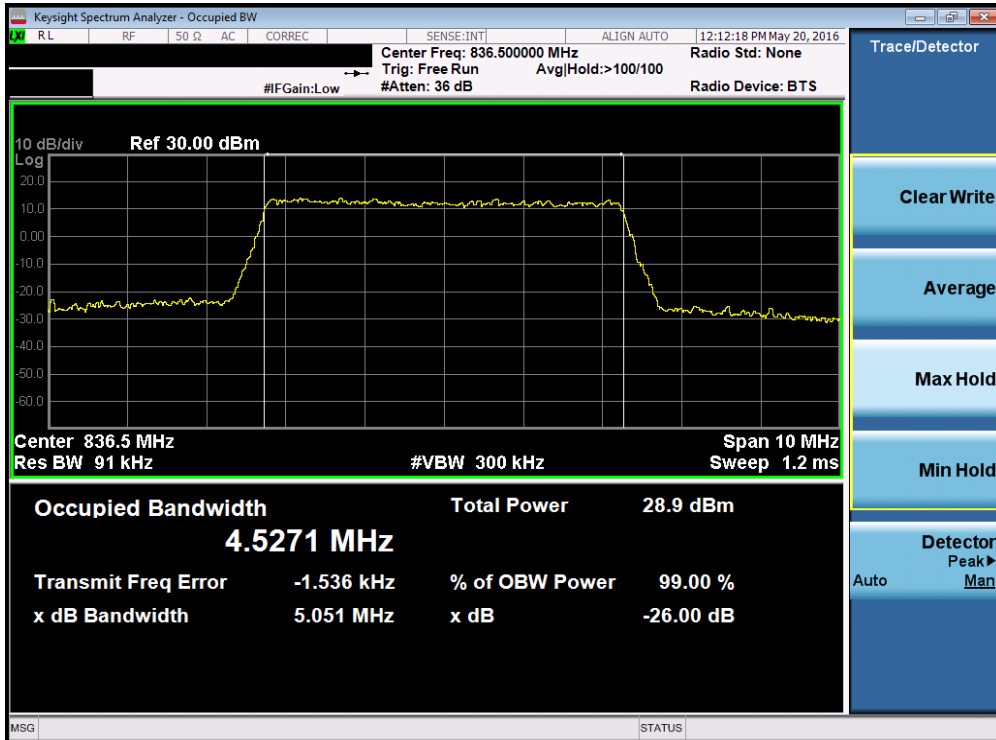 Keysight Spectrum Analyzer - Occupied BW
LXI RL RF 50 Ω AC CORREC SENSE:INT ALIGN AUTO 12:12:18 PM May 20, 2016
Center Freq: 836.500000 MHz Radio Std: None
Trig: Free Run Avg|Hold:>100/100
#IFGain:Low #Atten: 36 dB Radio Device: BTS
10 dB/div Ref 30.00 dBm
Log
20.0
10.0
0.00
-10.0
-20.0
-30.0
-40.0
-50.0
-60.0
Center 836.5 MHz Span 10 MHz
Res BW 91 kHz #VBW 300 kHz Sweep 1.2 ms
Occupied Bandwidth Total Power 28.9 dBm
4.5271 MHz
Transmit Freq Error -1.536 kHz % of OBW Power 99.00 %
x dB Bandwidth 5.051 MHz x dB -26.00 dB
MSG STATUS
Trace/Detector
Clear Write
Average
Max Hold
Min Hold
Detector
Peak▶
Auto Man